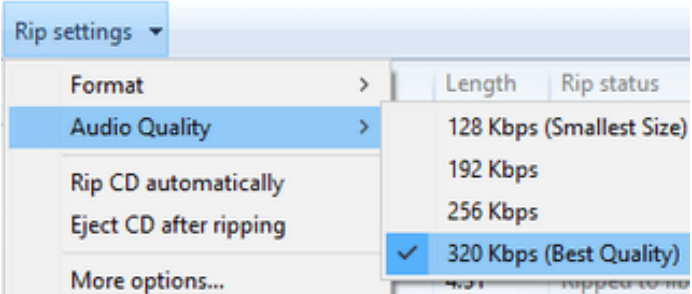 Rip settings
Format
Audio Quality
Rip CD automatically
Eject CD after ripping
More options...
Length Rip status
128 Kbps (Smallest Size)
192 Kbps
256 Kbps
320 Kbps (Best Quality)